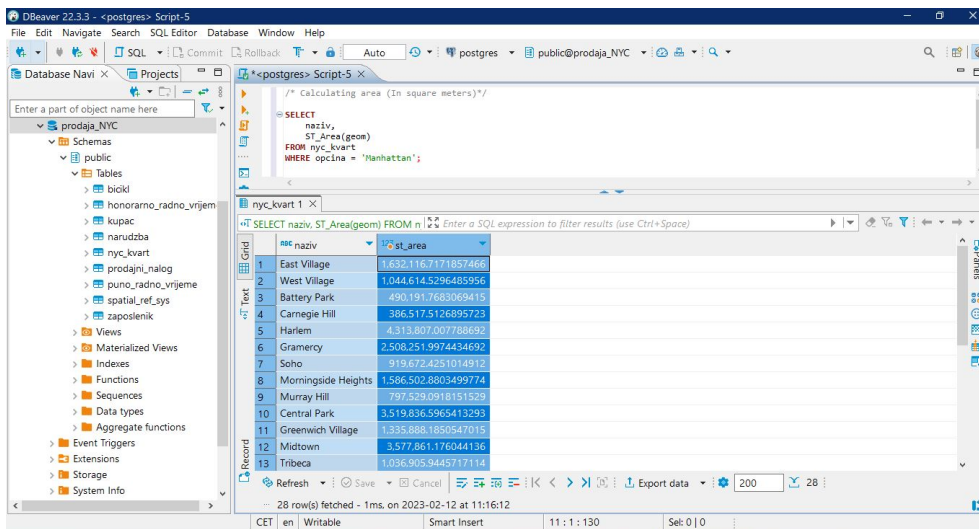 DBeaver 22.3.3 - <postgres> Script-5
File Edit Navigate Search SQL Editor Database Window Help
SQL Commit Rollback Auto postgres public@prodaja_NYC
Database Navi Projects
*<postgres> Script-5
Enter a part of object name here
prodaja_NYC
Schemas
public
Tables
bicikl
honorarno_radno_vrijem
kupac
narudzba
nyc_kvart
prodajni_nalog
puno_radno_vrijeme
spatial_ref_sys
zaposlenik
Views
Materialized Views
Indexes
Functions
Sequences
Data types
Aggregate functions
Event Triggers
Extensions
Storage
System Info
/* Calculating area (In square meters)*/
SELECT
naziv,
ST_Area(geom)
FROM nyc_kvart
WHERE opcina = 'Manhattan';
nyc_kvart 1
SELECT naziv, ST_Area(geom) FROM n Enter a SQL expression to filter results (use Ctrl+Space)
Grid
Text
Record
Panels
ABC naziv 123 st_area
1 East Village 1,632,116.7171857466
2 West Village 1,044,614.5296485956
3 Battery Park 490,191.7683069415
4 Carnegie Hill 386,517.5126895723
5 Harlem 4,313,807.007788692
6 Gramercy 2,508,251.9974434692
7 Soho 919,672.4251014912
8 Morningside Heights 1,586,502.8803499774
9 Murray Hill 797,529.0918151529
10 Central Park 3,519,836.5965413293
11 Greenwich Village 1,335,888.1850547015
12 Midtown 3,577,861.176044136
13 Tribeca 1,036,905.9445717114
Refresh Save Cancel Export data 200 28
28 row(s) fetched - 1ms, on 2023-02-12 at 11:16:12
CET en Writable Smart Insert 11 : 1 : 130 Sel: 0 | 0